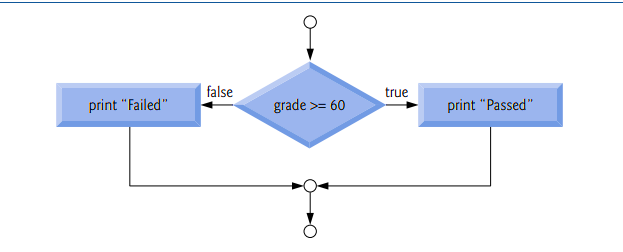 false
true
print “Failed”
grade >= 60
print “Passed”